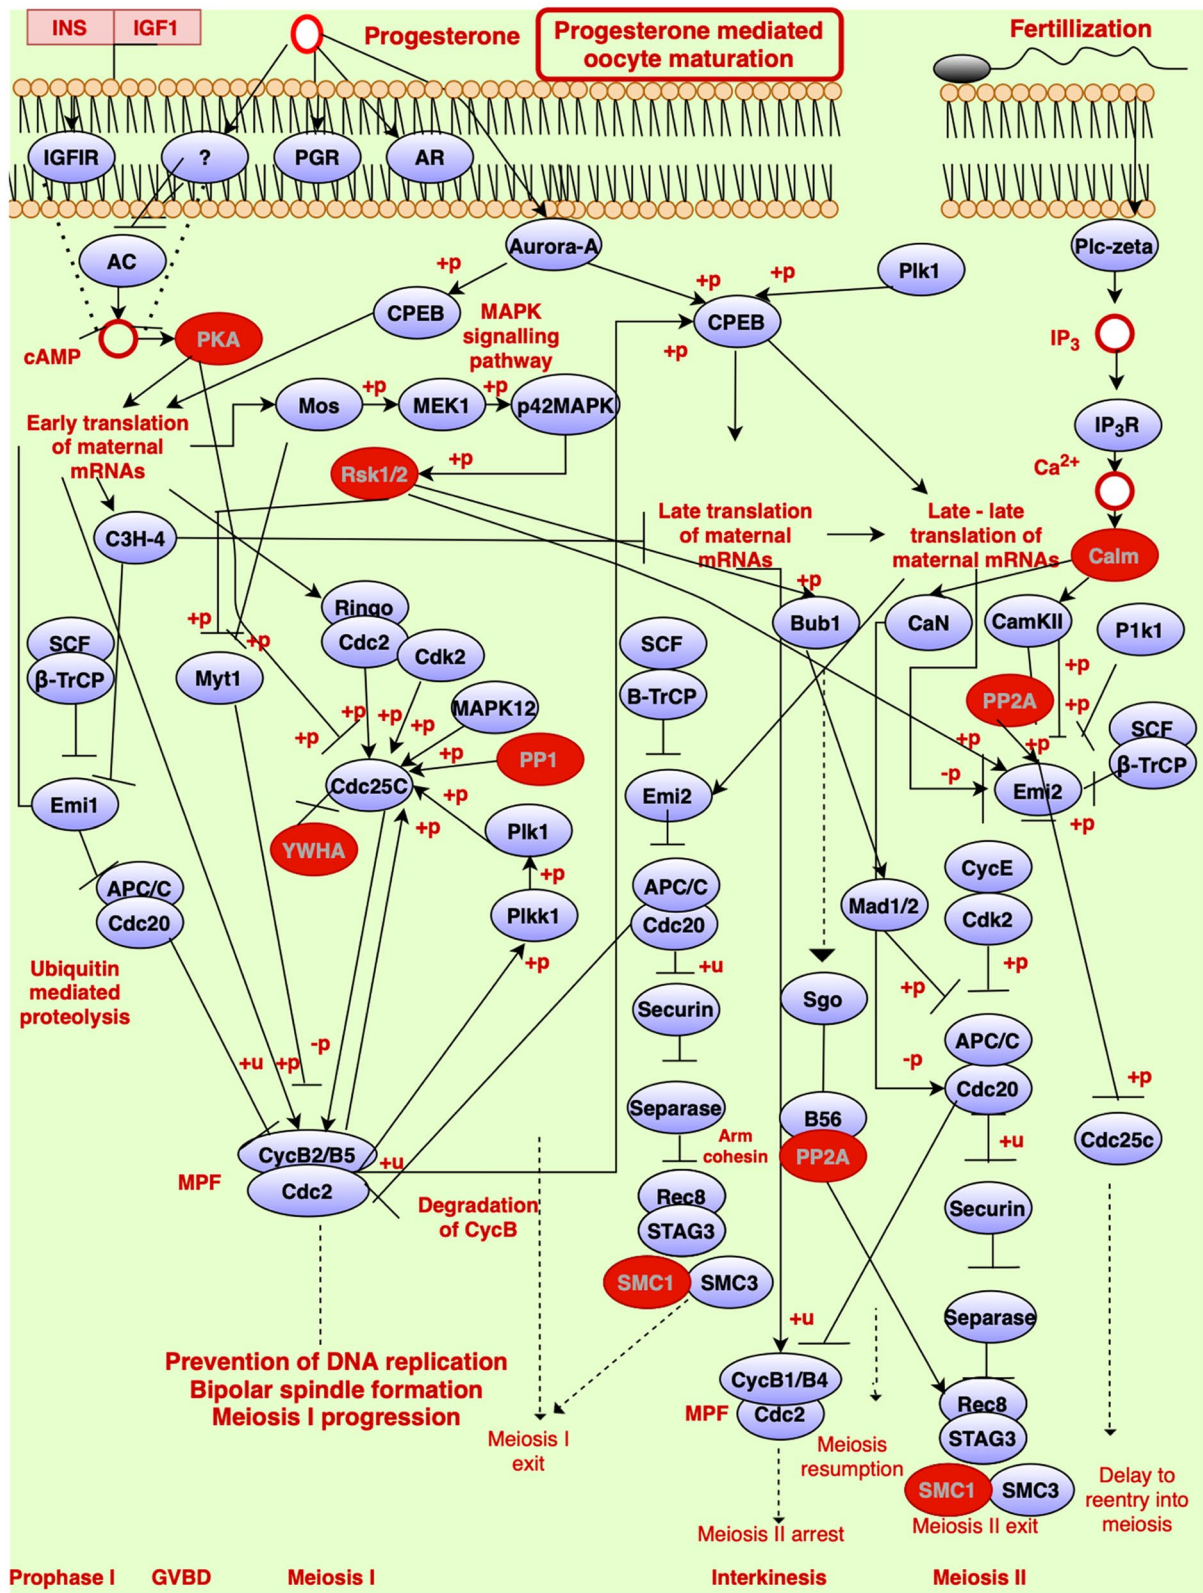 INS IGF1
Progesterone
Progesterone mediated
oocyte maturation
Fertillization
IGFIR
?
PGR
AR
AC
Aurora-A
Plk1
Plc-zeta
+p
+p
+p
CPEB
CPEB
+p
MAPK
signalling
pathway
cAMP
PKA
IP3
Early translation
of maternal
mRNAs
Mos
+p
MEK1
+p
p42MAPK
IP3R
Rsk1/2
+p
Ca2+
C3H-4
Late translation
of maternal
mRNAs
Late - late
translation of
maternal mRNAs
Calm
+p
Ringo
Cdc2
Cdk2
+p
+p
SCF
β-TrCP
Myt1
SCF
B-TrCP
Bub1
CaN
CamKII
P1k1
+p
+p
PP2A
MAPK12
+p
+p
+p
+p
+p
PP1
SCF
β-TrCP
+p
+p
-p
Cdc25C
+p
+p
Emi1
Emi2
Emi2
+p
YWHA
Plk1
+p
Plkk1
+p
APC/C
Cdc20
APC/C
Cdc20
+u
CycE
Cdk2
+p
Mad1/2
+p
Ubiquitin
mediated
proteolysis
Securin
Sgo
APC/C
Cdc20
-p
+u
+p
-p
+u
+p
Separase
Arm
cohesin
B56
PP2A
Cdc25c
CycB2/B5
Cdc2
MPF
+u
Degradation
of CycB
Rec8
STAG3
SMC1
SMC3
Securin
+u
Separase
Prevention of DNA replication
Bipolar spindle formation
Meiosis I progression
CycB1/B4
Cdc2
MPF
Rec8
STAG3
SMC1
SMC3
Meiosis I
exit
Meiosis
resumption
Delay to
reentry into
meiosis
Meiosis II arrest
Meiosis II exit
Prophase I GVBD Meiosis I Interkinesis Meiosis II